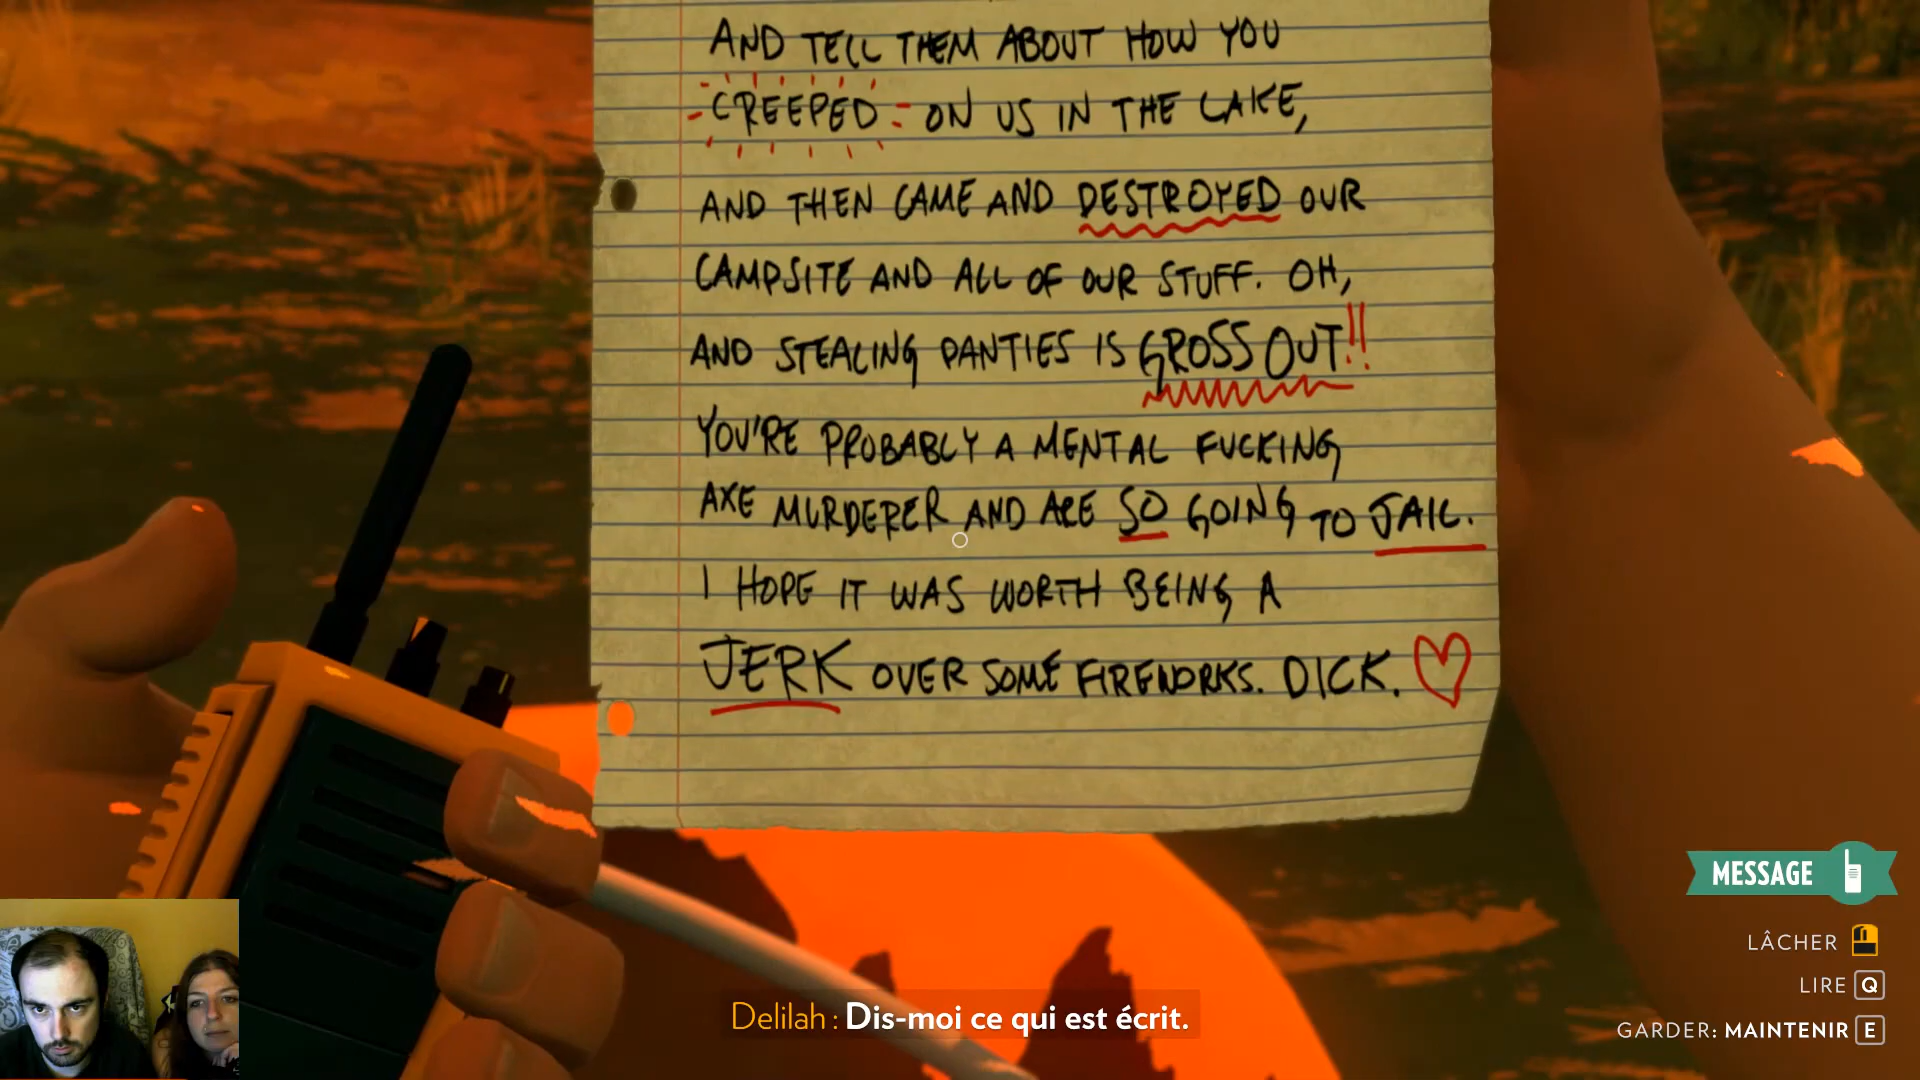 AND TELL THEM ABOUT HOW YOU
CREEPED ON US IN THE LAKE,
AND THEN CAME AND DESTROYED OUR
CAMPSITE AND ALL OF OUR STUFF. OH,
AND STEALING PANTIES IS GROSS OUT!!
YOU'RE PROBABLY A MENTAL FUCKING
AXE MURDERER AND ARE SO GOING TO JAIL.
I HOPE IT WAS WORTH BEING A
JERK OVER SOME FIREWORKS. DICK.
MESSAGE
LÂCHER
LIRE Q
GARDER: MAINTENIR E
Delilah : Dis-moi ce qui est écrit.